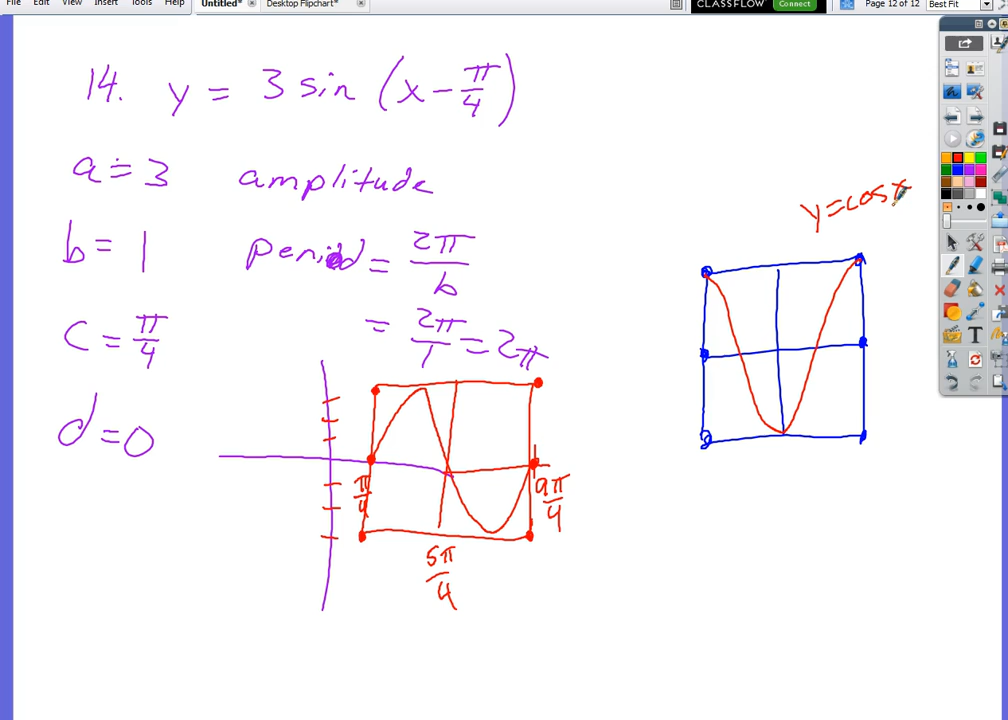 File Edit View Insert Tools Help
Untitled* Desktop Flipchart*
CLASSFLOW Connect
Page 12 of 12
Best Fit
14. y = 3 sin (x - π/4)
a = 3 amplitude
b = 1 period = 2π/b
= 2π/1 = 2π
c = π/4
d = 0
π/4
5π/4
9π/4
y = cos x
T